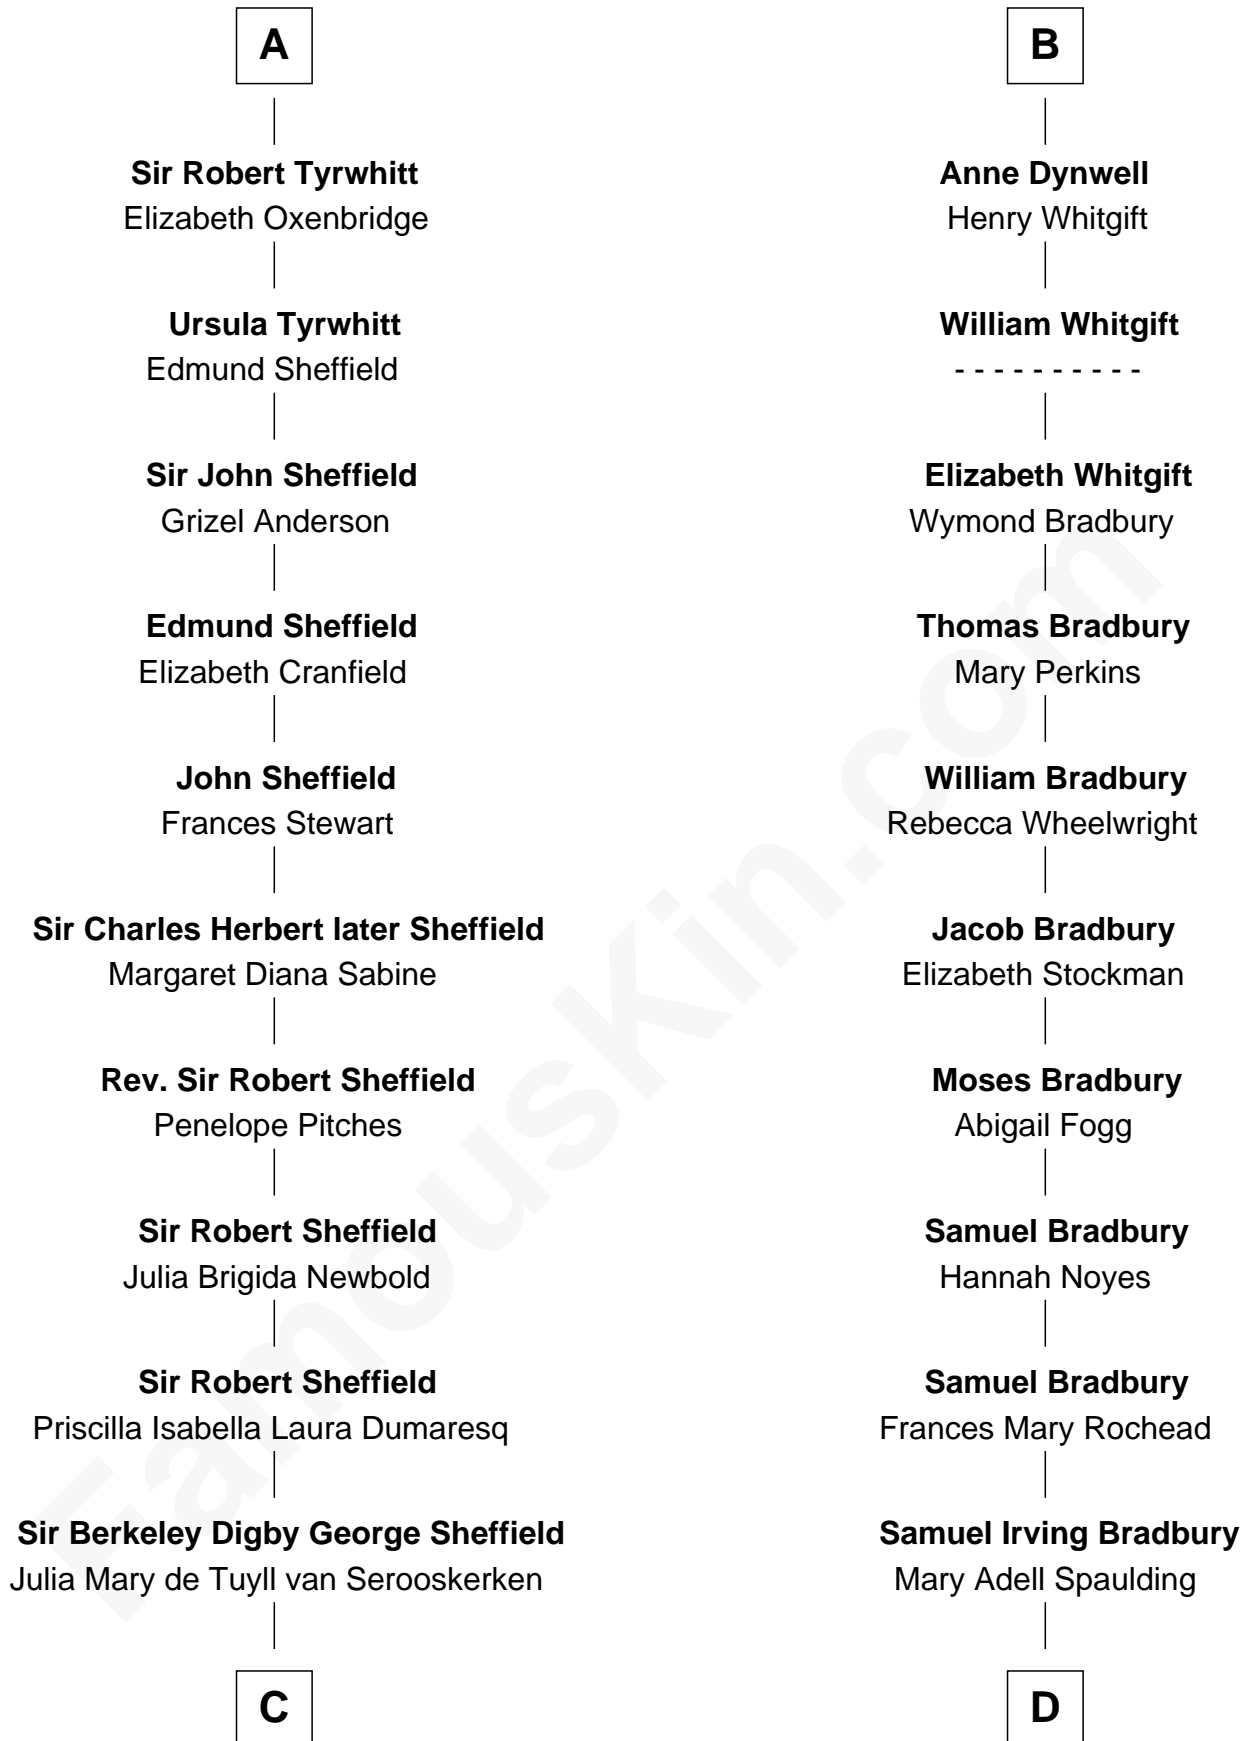 A
Sir Robert Tyrwhitt
Elizabeth Oxenbridge
Ursula Tyrwhitt
Edmund Sheffield
Sir John Sheffield
Grizel Anderson
Edmund Sheffield
Elizabeth Cranfield
John Sheffield
Frances Stewart
Sir Charles Herbert later Sheffield
Margaret Diana Sabine
Rev. Sir Robert Sheffield
Penelope Pitches
Sir Robert Sheffield
Julia Brigida Newbold
Sir Robert Sheffield
Priscilla Isabella Laura Dumaresq
Sir Berkeley Digby George Sheffield
Julia Mary de Tuyll van Serooskerken
C
B
Anne Dynwell
Henry Whitgift
William Whitgift
- - - - - - - - - -
Elizabeth Whitgift
Wymond Bradbury
Thomas Bradbury
Mary Perkins
William Bradbury
Rebecca Wheelwright
Jacob Bradbury
Elizabeth Stockman
Moses Bradbury
Abigail Fogg
Samuel Bradbury
Hannah Noyes
Samuel Bradbury
Frances Mary Rochead
Samuel Irving Bradbury
Mary Adell Spaulding
D
FamousKin.com